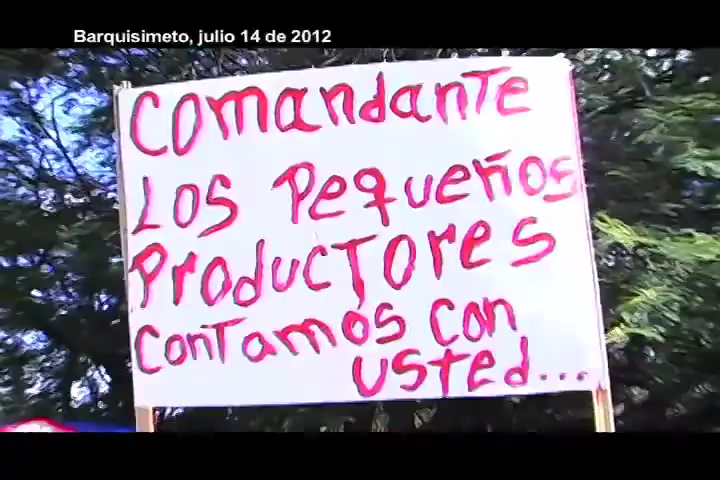 Barquisimeto, julio 14 de 2012
Comandante
Los Pequeños
Productores
Contamos con
usted...